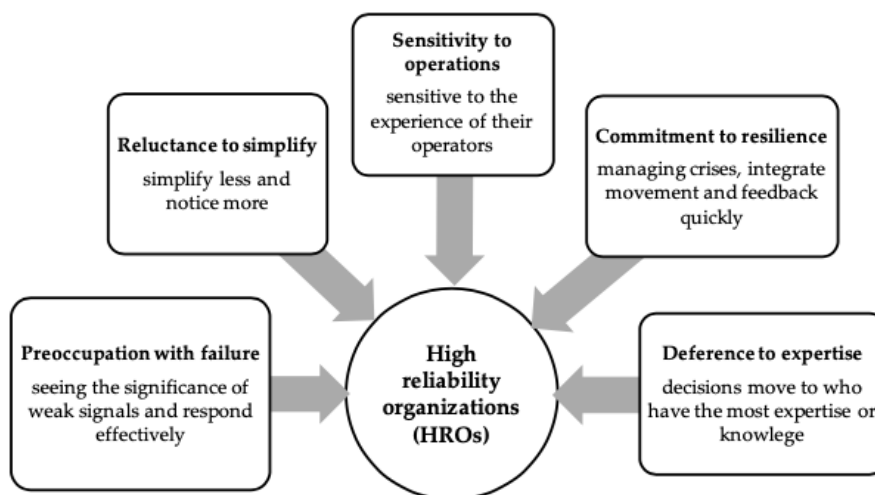 Sensitivity to
operations
sensitive to the
experience of their
operators
Reluctance to simplify
simplify less and
notice more
Commitment to resilience
managing crises, integrate
movement and feedback
quickly
Preoccupation with failure
seeing the significance of
weak signals and respond
effectively
High
reliability
organizations
(HROs)
Deference to expertise
decisions move to who
have the most expertise or
knowlege